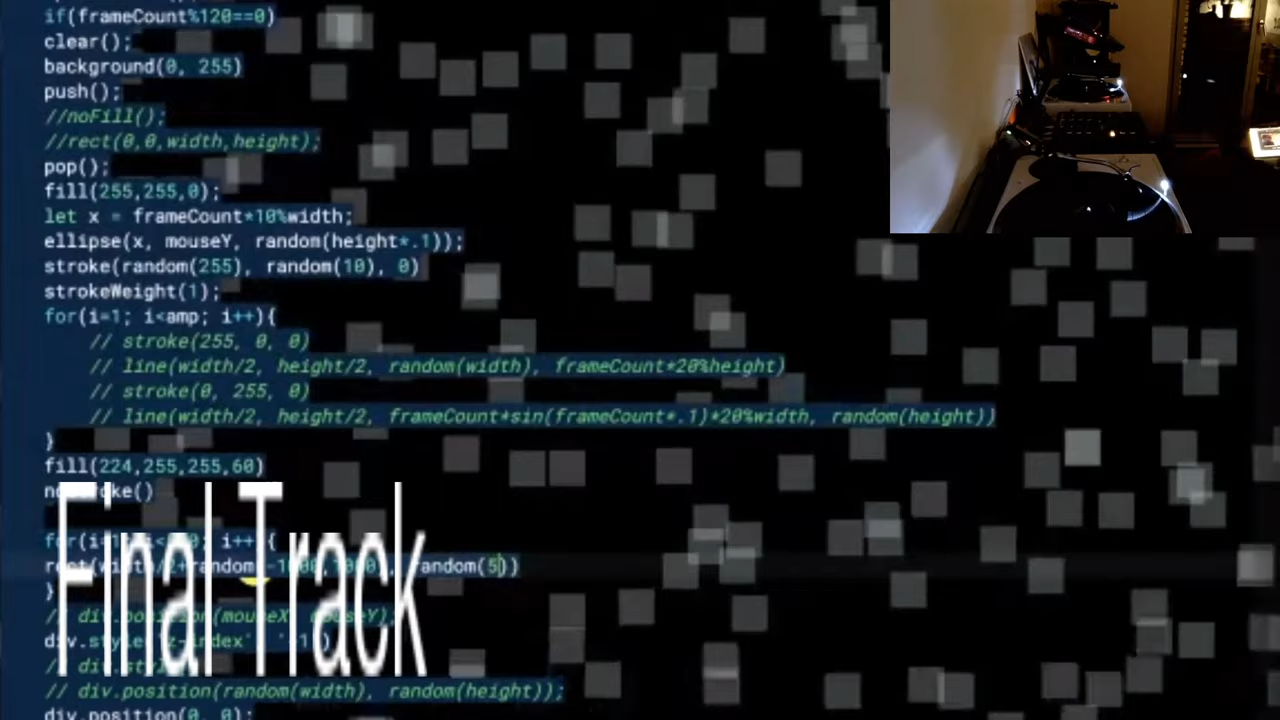 if(frameCount%120==0)
clear();
background(0, 255)
push();
//noFill();
//rect(0,0,width,height);
pop();
fill(255,255,0);
let x = frameCount*10%width;
ellipse(x, mouseY, random(height*.1));
stroke(random(255), random(10), 0)
strokeWeight(1);
for(i=1; i<amp; i++){
// stroke(255, 0, 0)
// line(width/2, height/2, random(width), frameCount*20%height)
// stroke(0, 255, 0)
// line(width/2, height/2, frameCount*sin(frameCount*.1)*20%width, random(height))
}
fill(224,255,255,60)
i++ {
random(5))
Final Track
}
// div.position(random(width), random(height));
div.position(0, 0);